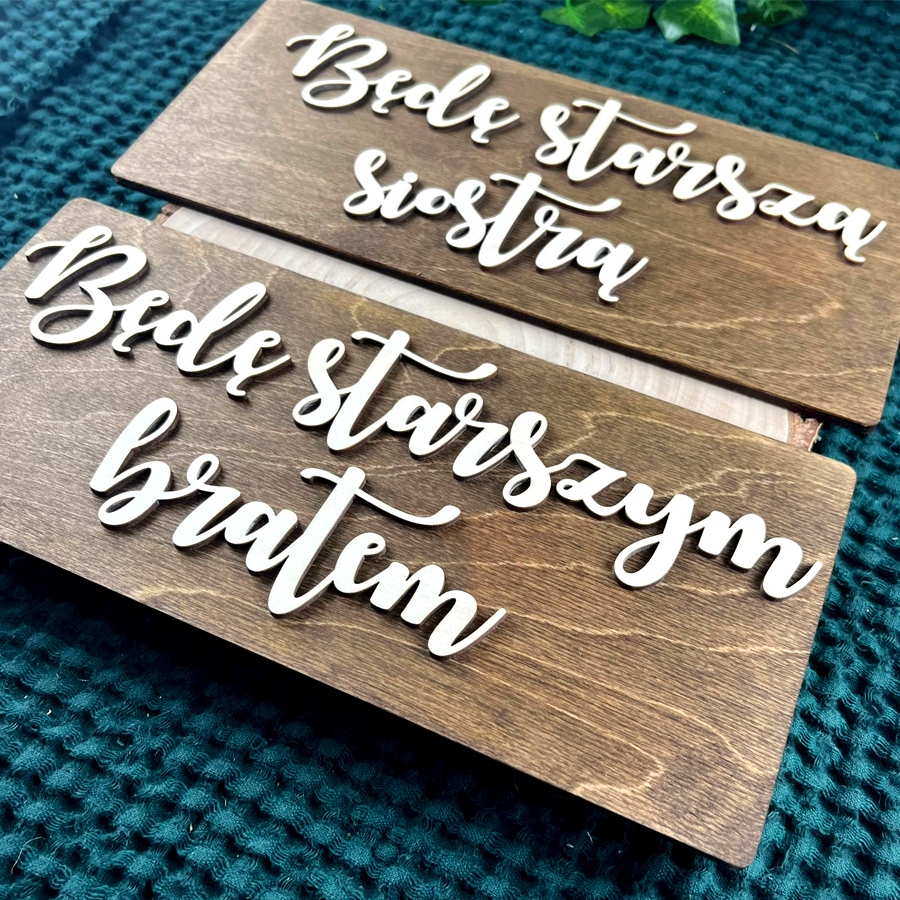 Będę starszą
siostrą
Będę starszym
bratem